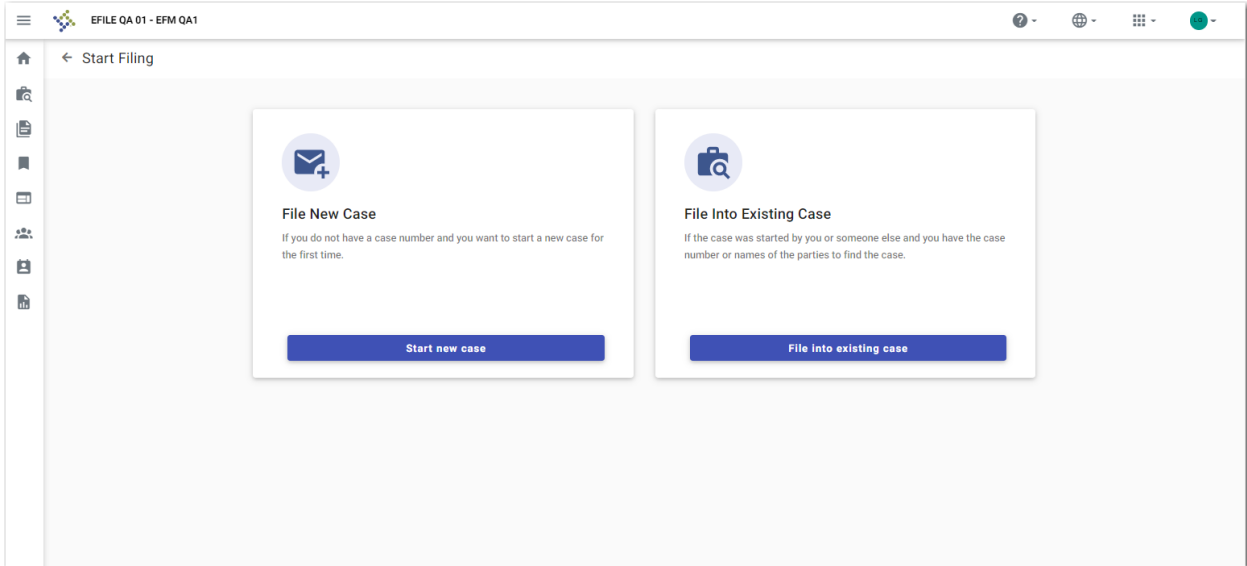 EFILE QA 01 - EFM QA1
Start Filing
File New Case
If you do not have a case number and you want to start a new case for
the first time.
Start new case
File Into Existing Case
If the case was started by you or someone else and you have the case
number or names of the parties to find the case.
File into existing case